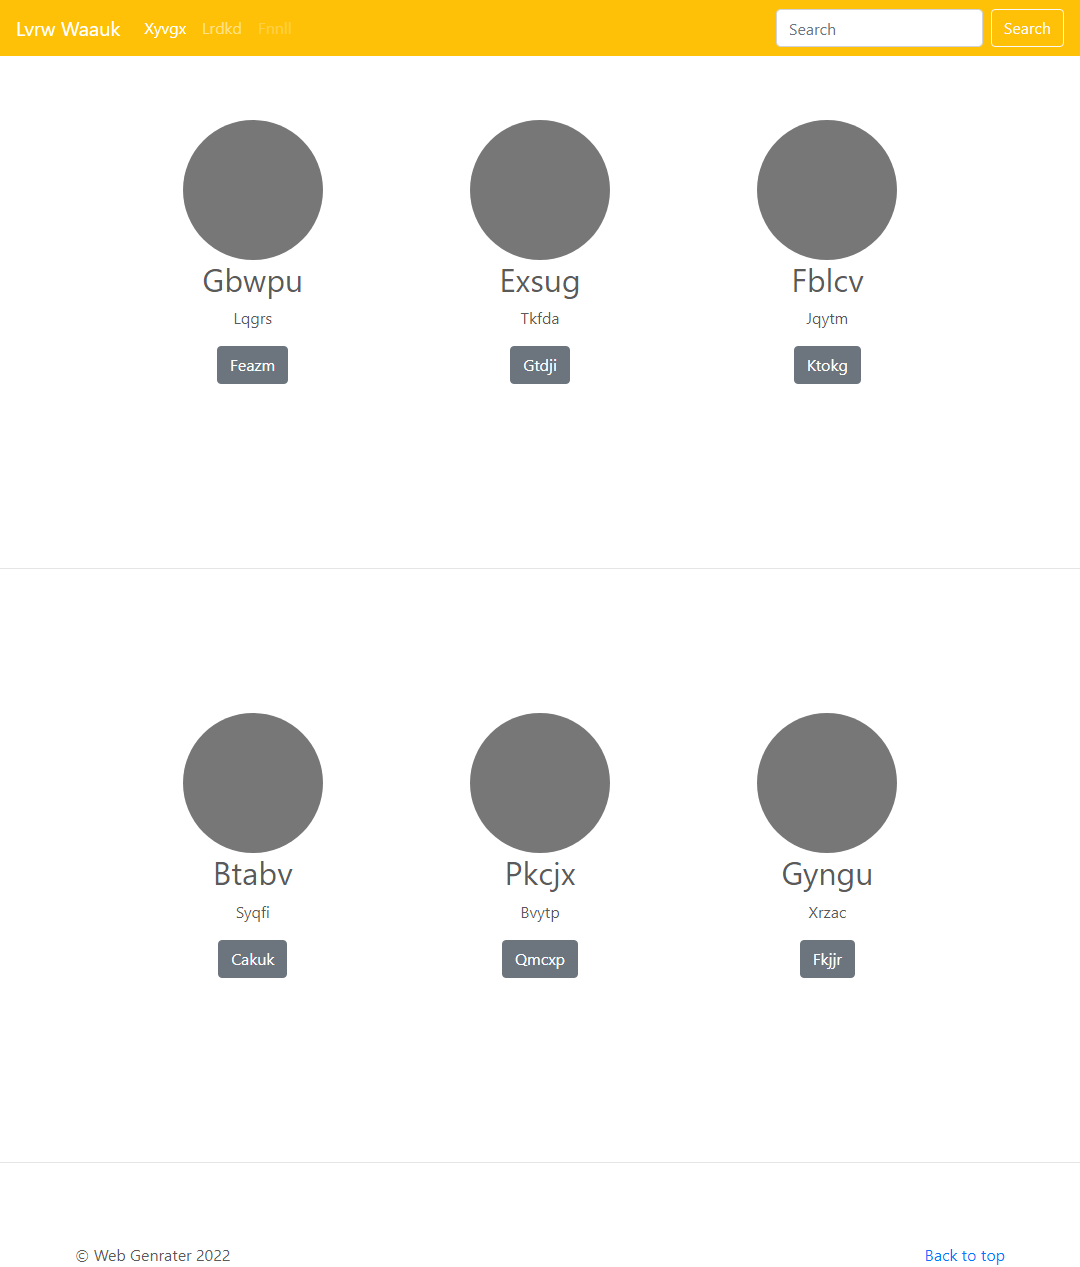 Lvrw Waauk Xyvgx Lrdkd Fnnll Search Search
Gbwpu Exsug Fblcv
Lqgrs Tkfda Jqytm
Feazm Gtdji Ktokg
Btabv Pkcjx Gyngu
Syqfi Bvytp Xrzac
Cakuk Qmcxp Fkjjr
© Web Genrater 2022 Back to top